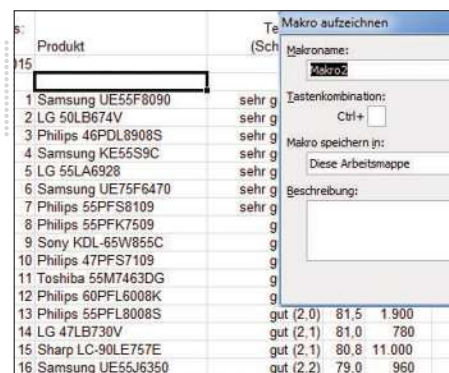 s: Te
Produkt (Sch
015
1 Samsung UE55F8090 sehr g
2 LG 50LB674V sehr g
3 Philips 46PDL8908S sehr g
4 Samsung KE55S9C sehr g
5 LG 55LA6928 sehr g
6 Samsung UE75F6470 sehr g
7 Philips 55PFS8109 sehr g
8 Philips 55PFK7509 g
9 Sony KDL-65W855C g
10 Philips 47PFS7109 g
11 Toshiba 55M7463DG g
12 Philips 60PFL6008K g
13 Philips 55PFL8008S gut (2,0) 81,5 1.900
14 LG 47LB730V gut (2,1) 81,0 780
15 Sharp LC-90LE757E gut (2,1) 80,8 11.000
16 Samsung UE55J6350 gut (2,2) 79,0 960
Makro aufzeichnen
Makroname:
Makro2
Tastenkombination:
Ctrl+
Makro speichern in:
Diese Arbeitsmappe
Beschreibung: